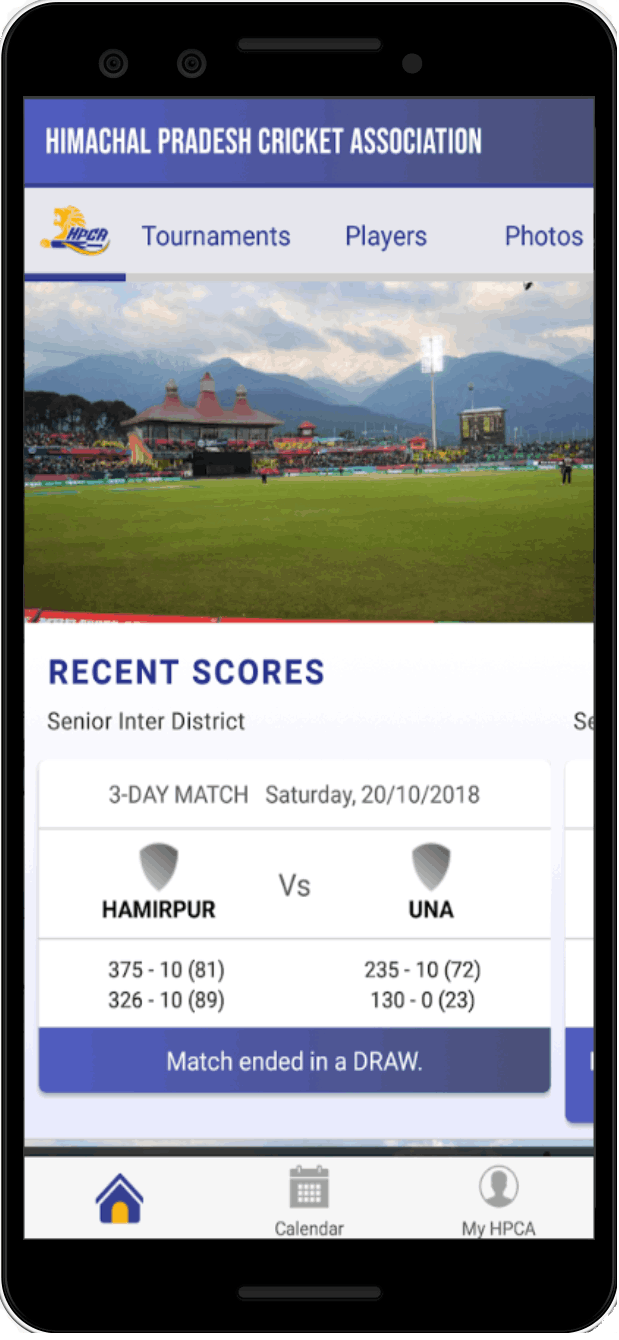 HIMACHAL PRADESH CRICKET ASSOCIATION
HPCA Tournaments Players Photos
RECENT SCORES
Senior Inter District Se
3-DAY MATCH Saturday, 20/10/2018
Vs
HAMIRPUR UNA
375 - 10 (81) 235 - 10 (72)
326 - 10 (89) 130 - 0 (23)
Match ended in a DRAW.
Calendar My HPCA